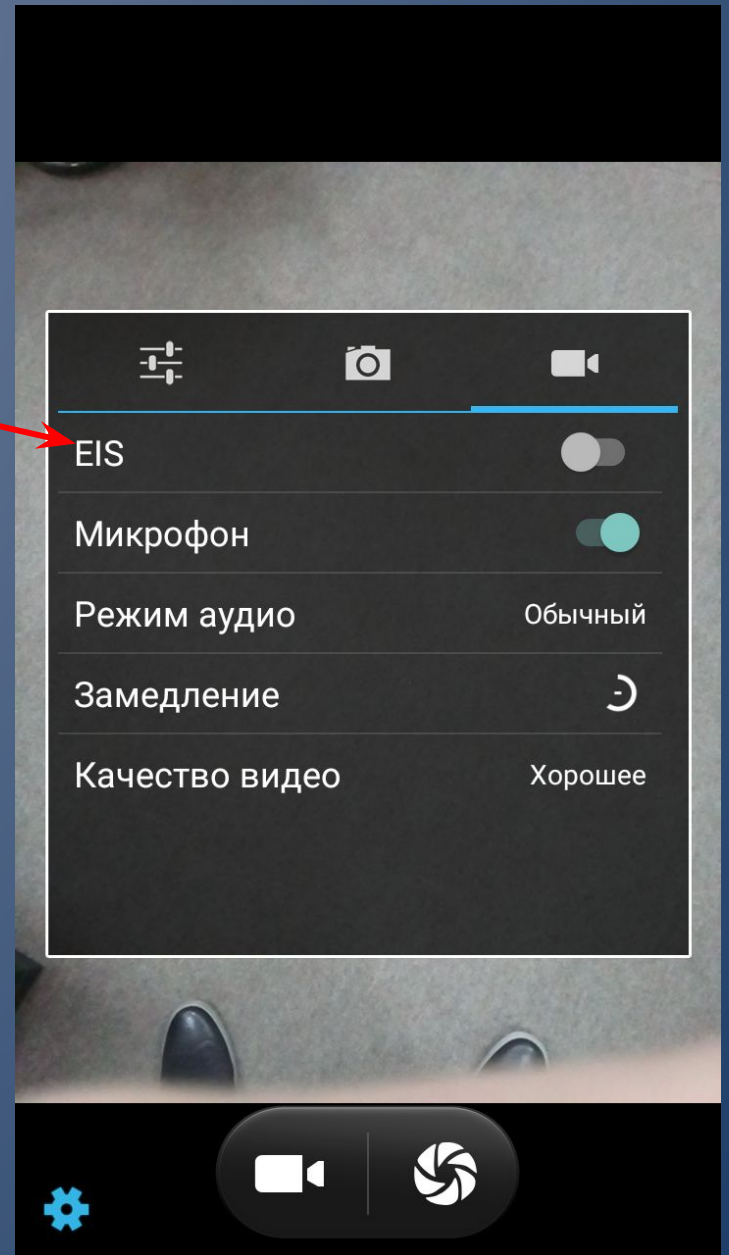 EIS
Микрофон
Режим аудио Обычный
Замедление
Качество видео Хорошее